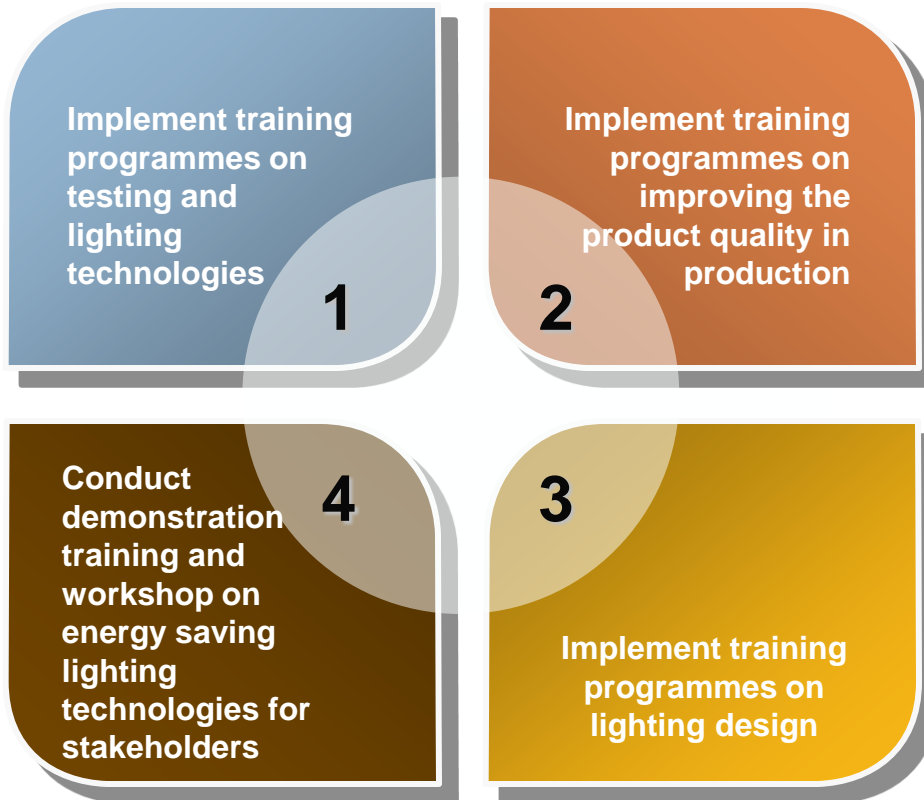 Implement training
programmes on
testing and
lighting
technologies
1
Implement training
programmes on
improving the
product quality in
production
2
3
Implement training
programmes on
lighting design
4
Conduct
demonstration
training and
workshop on
energy saving
lighting
technologies for
stakeholders